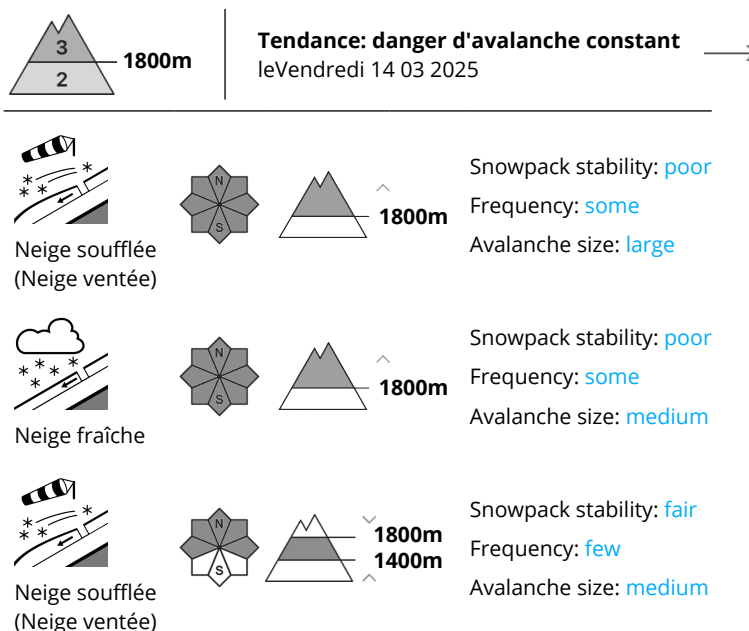 3
1800m
2
Tendance: danger d'avalanche constant
leVendredi 14 03 2025
N
S
1800m
Snowpack stability: poor
Frequency: some
Avalanche size: large
Neige soufflée
(Neige ventée)
N
S
1800m
Snowpack stability: poor
Frequency: some
Avalanche size: medium
Neige fraîche
N
S
1800m
1400m
Snowpack stability: fair
Frequency: few
Avalanche size: medium
Neige soufflée
(Neige ventée)